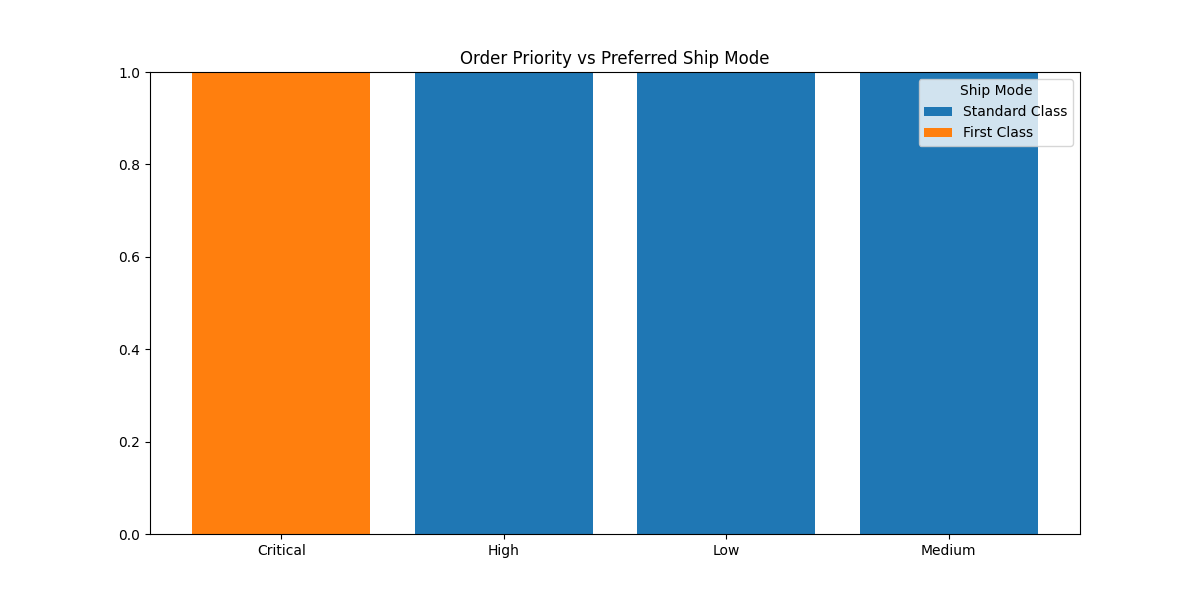 Order Priority vs Preferred Ship Mode
1.0
0.8
0.6
0.4
0.2
0.0
Ship Mode
Standard Class
First Class
Critical
High
Low
Medium